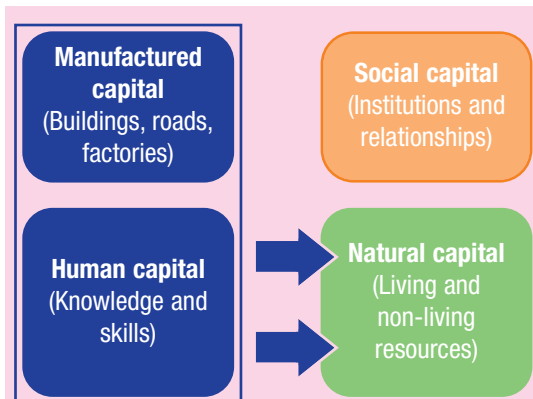 Manufactured
capital
(Buildings, roads,
factories)
Social capital
(Institutions and
relationships)
Human capital
(Knowledge and
skills)
Natural capital
(Living and
non-living
resources)